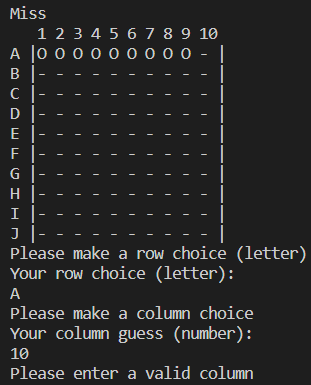 Miss
   1 2 3 4 5 6 7 8 9 10
A |O O O O O O O O O - |
B |- - - - - - - - - - |
C |- - - - - - - - - - |
D |- - - - - - - - - - |
E |- - - - - - - - - - |
F |- - - - - - - - - - |
G |- - - - - - - - - - |
H |- - - - - - - - - - |
I |- - - - - - - - - - |
J |- - - - - - - - - - |
Please make a row choice (letter)
Your row choice (letter):
A
Please make a column choice
Your column guess (number):
10
Please enter a valid column